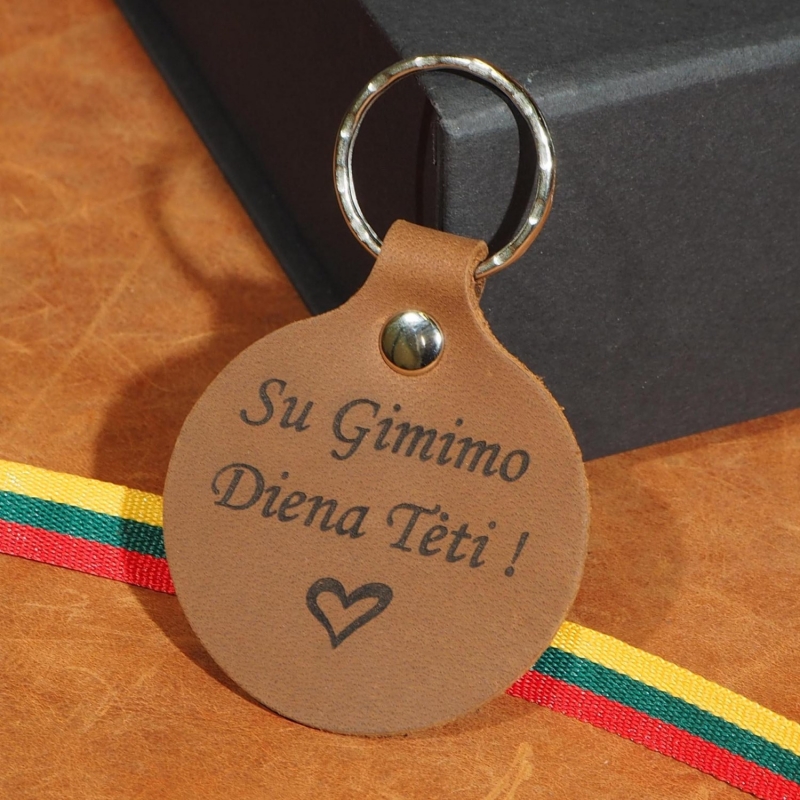 Su Gimimo
Diena Tėti !